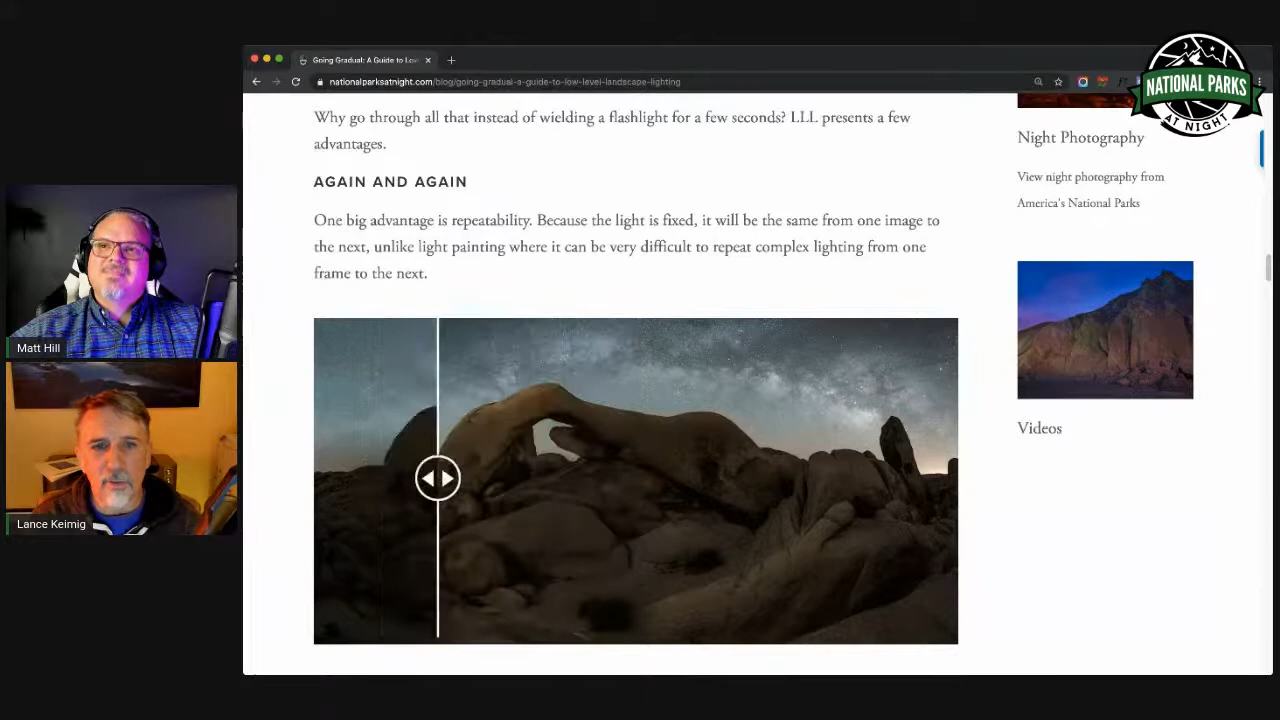 Going Gradual: A Guide to Low
nationalparksatnight.com/blog/going-gradual-a-guide-to-low-level-landscape-lighting
NATIONAL PARKS
AT NIGHT
Why go through all that instead of wielding a flashlight for a few seconds? LLL presents a few
advantages.
AGAIN AND AGAIN
One big advantage is repeatability. Because the light is fixed, it will be the same from one image to
the next, unlike light painting where it can be very difficult to repeat complex lighting from one
frame to the next.
Night Photography
View night photography from
America's National Parks
Videos
Matt Hill
Lance Keimig